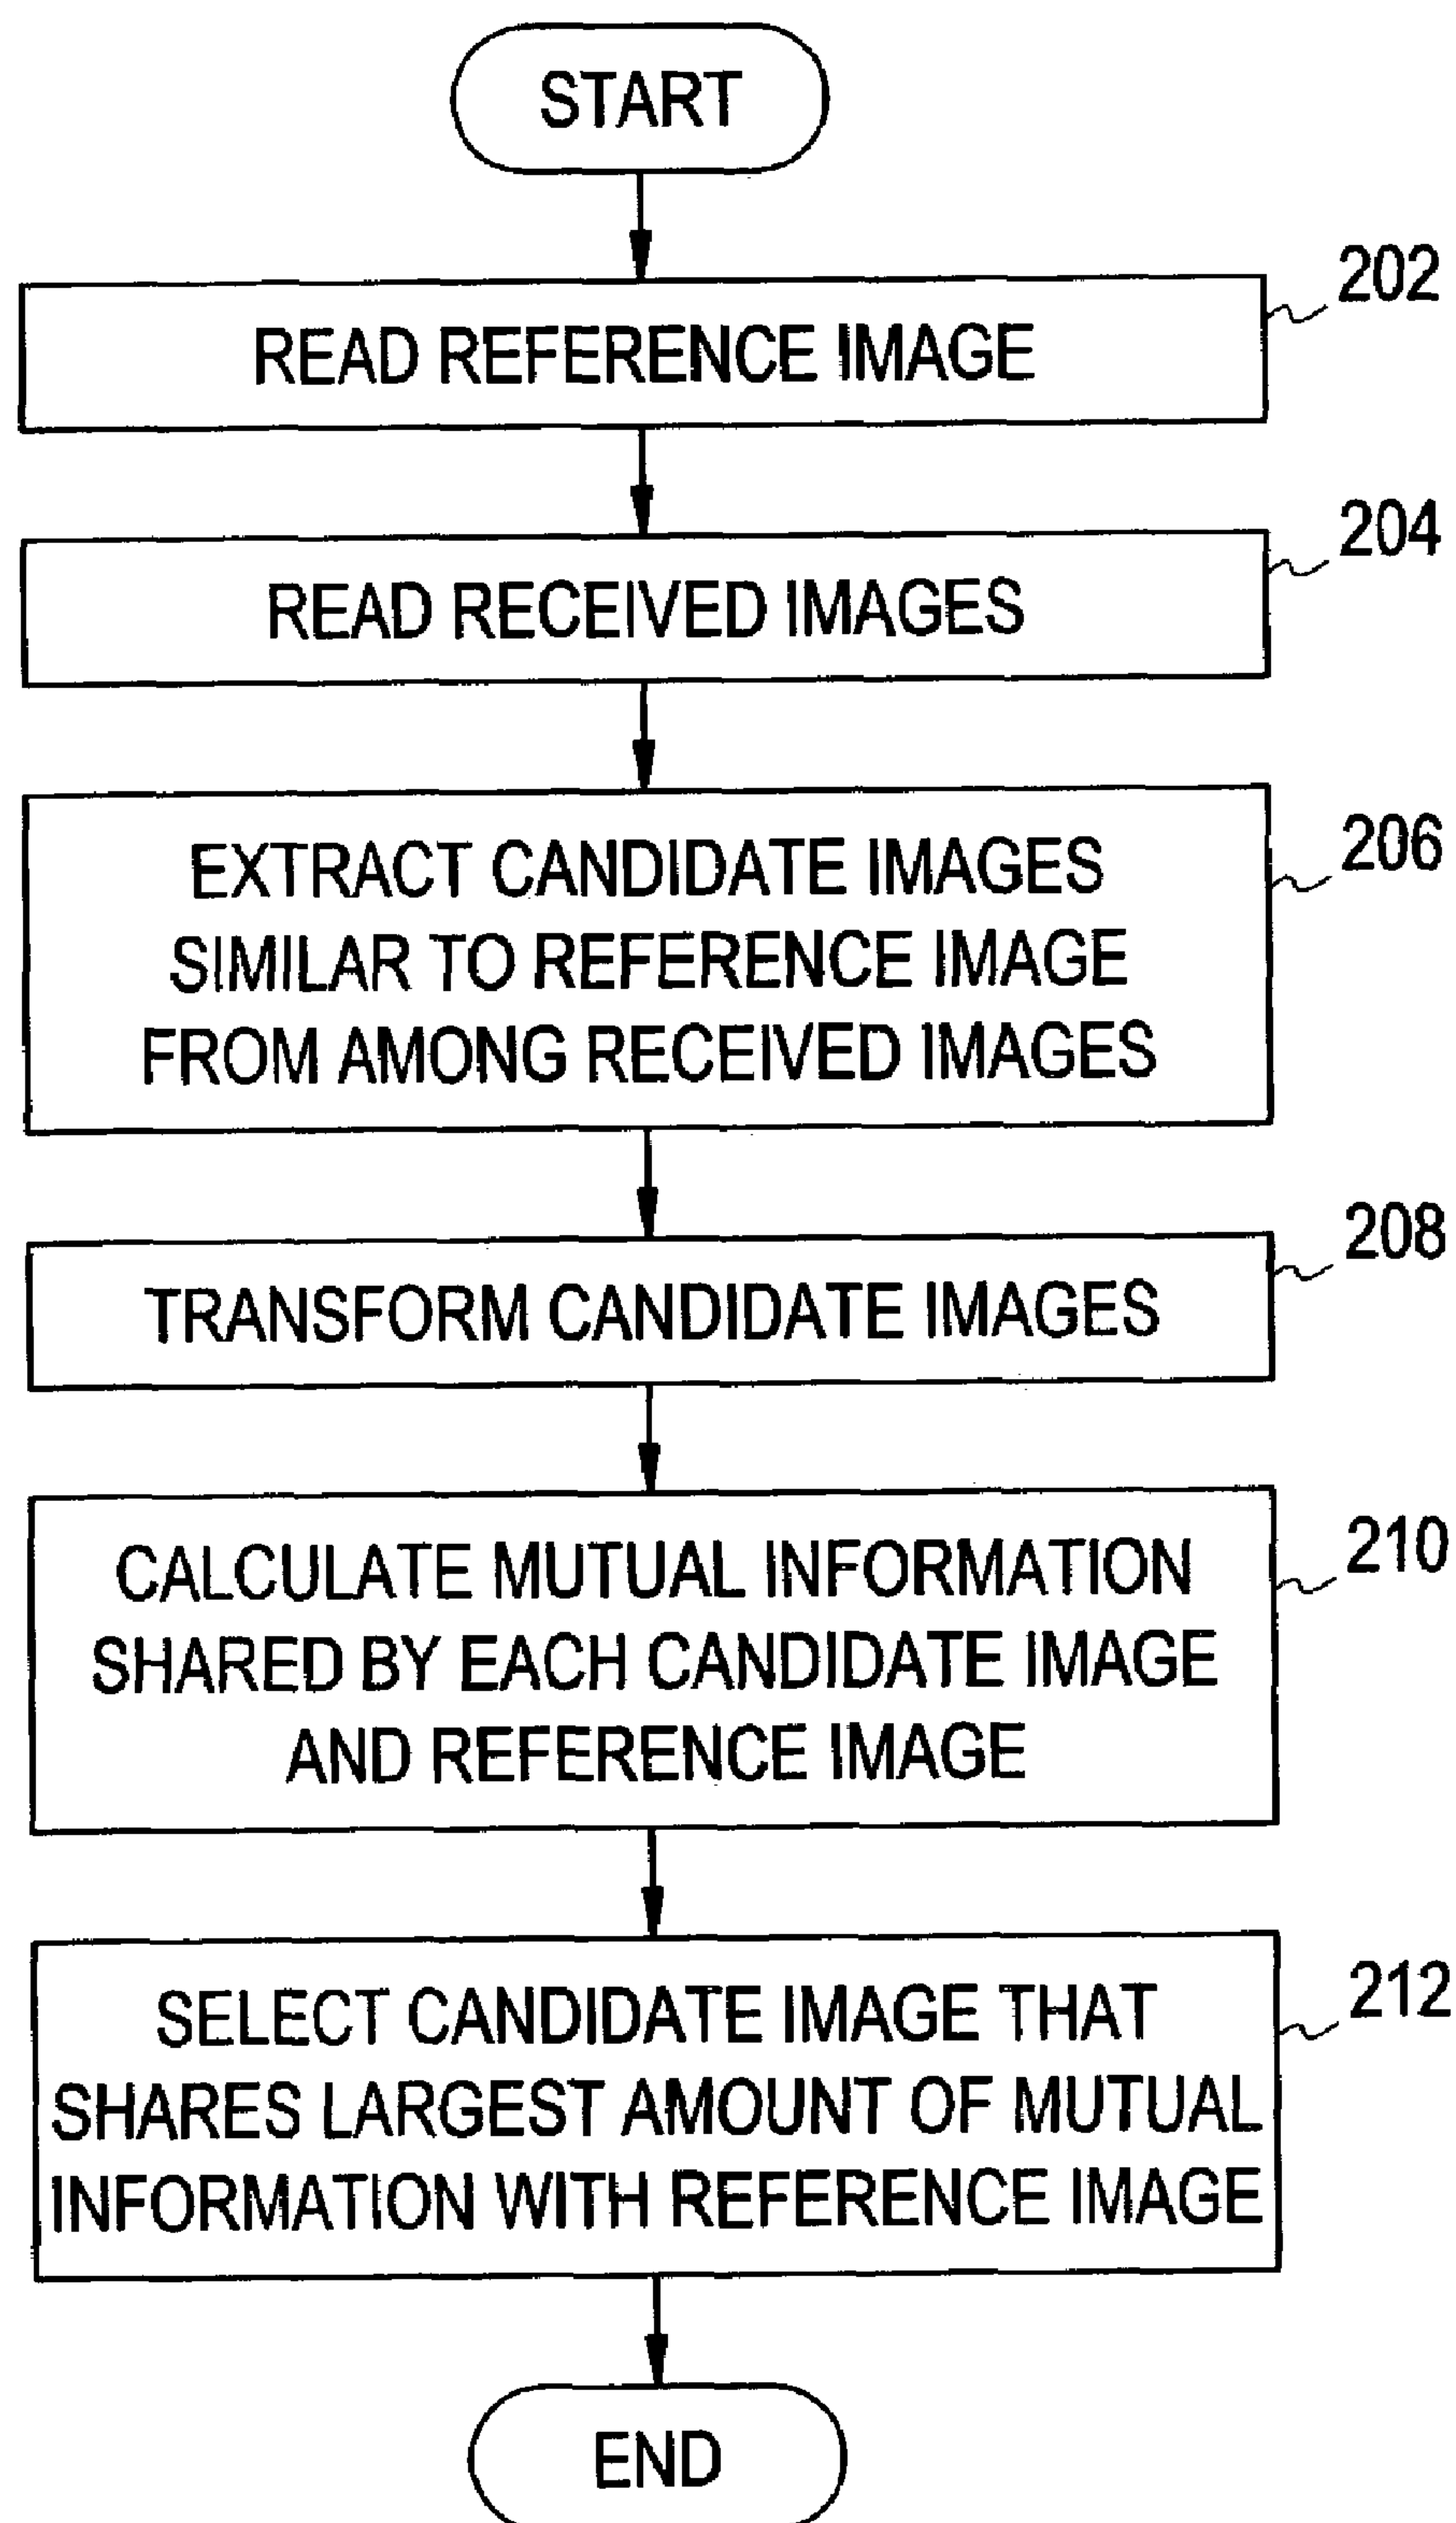 START
202
READ REFERENCE IMAGE
204
READ RECEIVED IMAGES
206
EXTRACT CANDIDATE IMAGES
SIMILAR TO REFERENCE IMAGE
FROM AMONG RECEIVED IMAGES
208
TRANSFORM CANDIDATE IMAGES
210
CALCULATE MUTUAL INFORMATION
SHARED BY EACH CANDIDATE IMAGE
AND REFERENCE IMAGE
212
SELECT CANDIDATE IMAGE THAT
SHARES LARGEST AMOUNT OF MUTUAL
INFORMATION WITH REFERENCE IMAGE
END